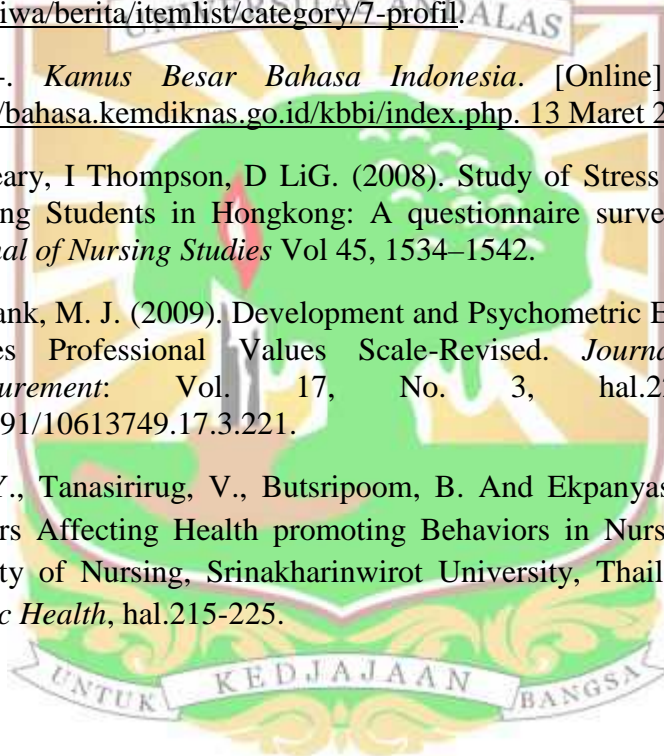 iwa/berita/itemlist/category/7-profil.
UNIVERSITAS ANDALAS
-. Kamus Besar Bahasa Indonesia. [Online]
/bahasa.kemdiknas.go.id/kbbi/index.php. 13 Maret 2
eary, I Thompson, D LiG. (2008). Study of Stress
ng Students in Hongkong: A questionnaire surve
nal of Nursing Studies Vol 45, 1534–1542.
ank, M. J. (2009). Development and Psychometric E
es Professional Values Scale-Revised. Journa
urement: Vol. 17, No. 3, hal.22
91/10613749.17.3.221.
Y., Tanasirirug, V., Butsripoom, B. And Ekpanyas
rs Affecting Health promoting Behaviors in Nurs
ty of Nursing, Srinakharinwirot University, Thail
c Health, hal.215-225.
UNTUK KEDJAJAAN BANGSA